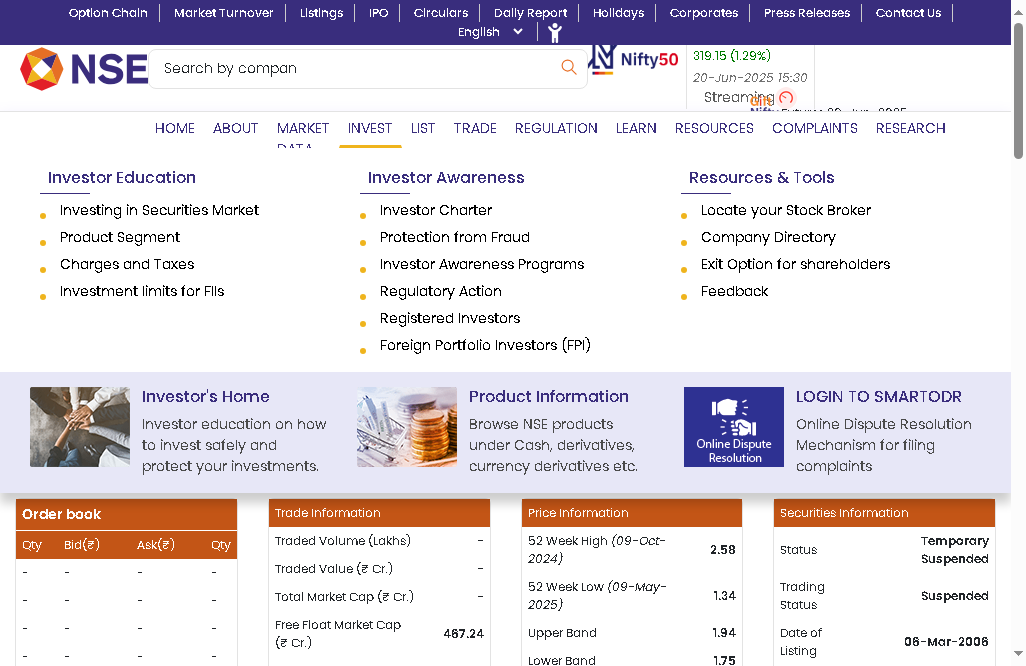 Option Chain Market Turnover Listings IPO Circulars Daily Report Holidays Corporates Press Releases Contact Us
English
NSE
Search by compan
Nifty50
319.15 (1.29%)
20-Jun-2025 15:30
Streaming
Gift
HOME ABOUT MARKET DATA INVEST LIST TRADE REGULATION LEARN RESOURCES COMPLAINTS RESEARCH
Investor Education
Investing in Securities Market
Product Segment
Charges and Taxes
Investment limits for FIIs
Investor Awareness
Investor Charter
Protection from Fraud
Investor Awareness Programs
Regulatory Action
Registered Investors
Foreign Portfolio Investors (FPI)
Resources & Tools
Locate your Stock Broker
Company Directory
Exit Option for shareholders
Feedback
Investor's Home
Investor education on how
to invest safely and
protect your investments.
Product Information
Browse NSE products
under Cash, derivatives,
currency derivatives etc.
Online Dispute
Resolution
LOGIN TO SMARTODR
Online Dispute Resolution
Mechanism for filing
complaints
Order book
Qty Bid(₹) Ask(₹) Qty
- - - -
- - - -
- - - -
- - - -
Trade Information
Traded Volume (Lakhs) -
Traded Value (₹ Cr.) -
Total Market Cap (₹ Cr.) -
Free Float Market Cap
(₹ Cr.) 467.24
Price Information
52 Week High (09-Oct-
2024) 2.58
52 Week Low (09-May-
2025) 1.34
Upper Band 1.94
Lower Band 1.75
Securities Information
Status Temporary
Suspended
Trading
Status Suspended
Date of
Listing 06-Mar-2006